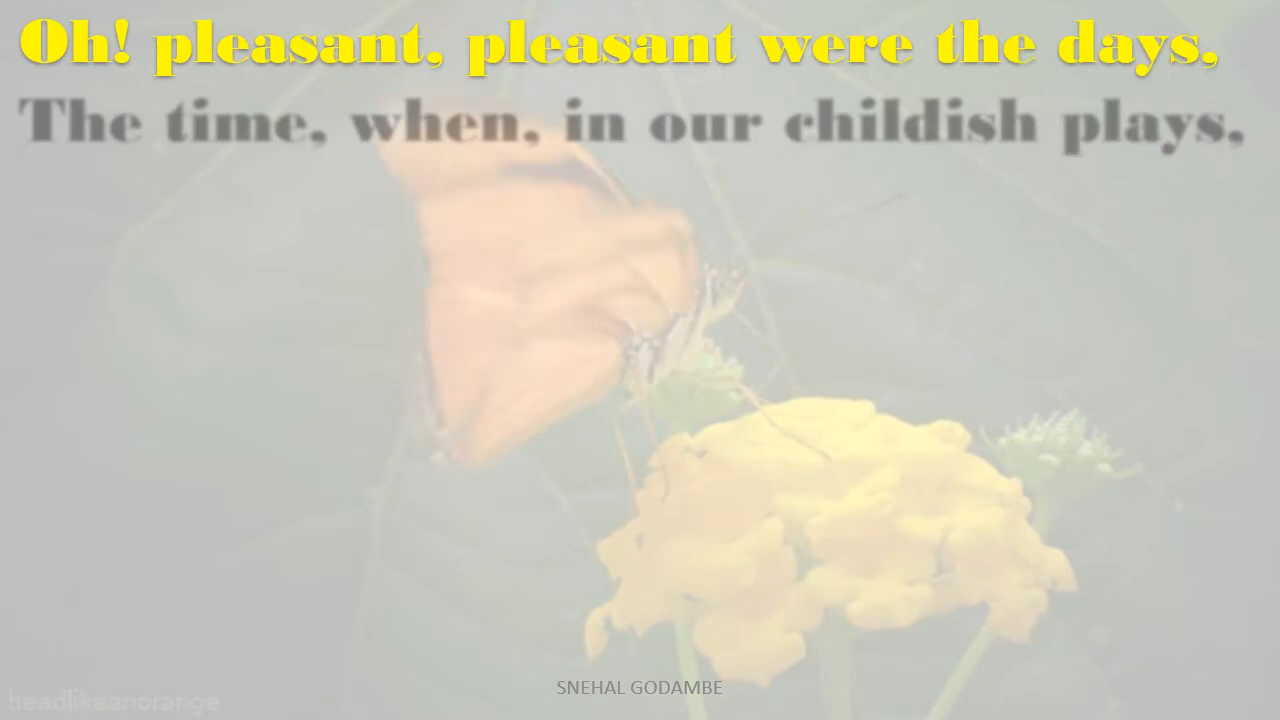 Oh! pleasant, pleasant were the days,
The time, when, in our childish plays,
SNEHAL GODAMBE
headlikeanorange